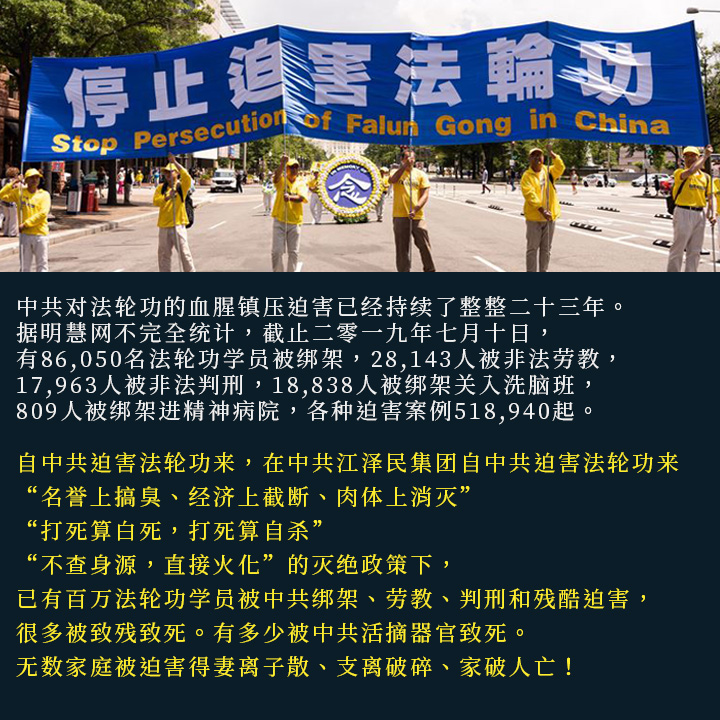 停止迫害法輪功
Stop Persecution of Falun Gong in China
念
中共对法轮功的血腥镇压迫害已经持续了整整二十三年。
据明慧网不完全统计，截止二零一九年七月十日，
有86,050名法轮功学员被绑架，28,143人被非法劳教，
17,963人被非法判刑，18,838人被绑架关入洗脑班，
809人被绑架进精神病院，各种迫害案例518,940起。
自中共迫害法轮功来，在中共江泽民集团自中共迫害法轮功来
“名誉上搞臭、经济上截断、肉体上消灭”
“打死算白死，打死算自杀”
“不查身源，直接火化”的灭绝政策下，
已有百万法轮功学员被中共绑架、劳教、判刑和残酷迫害，
很多被致残致死。有多少被中共活摘器官致死。
无数家庭被迫害得妻离子散、支离破碎、家破人亡！